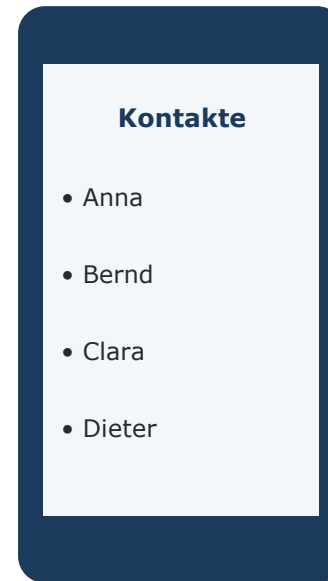 Kontakte
• Anna
• Bernd
• Clara
• Dieter